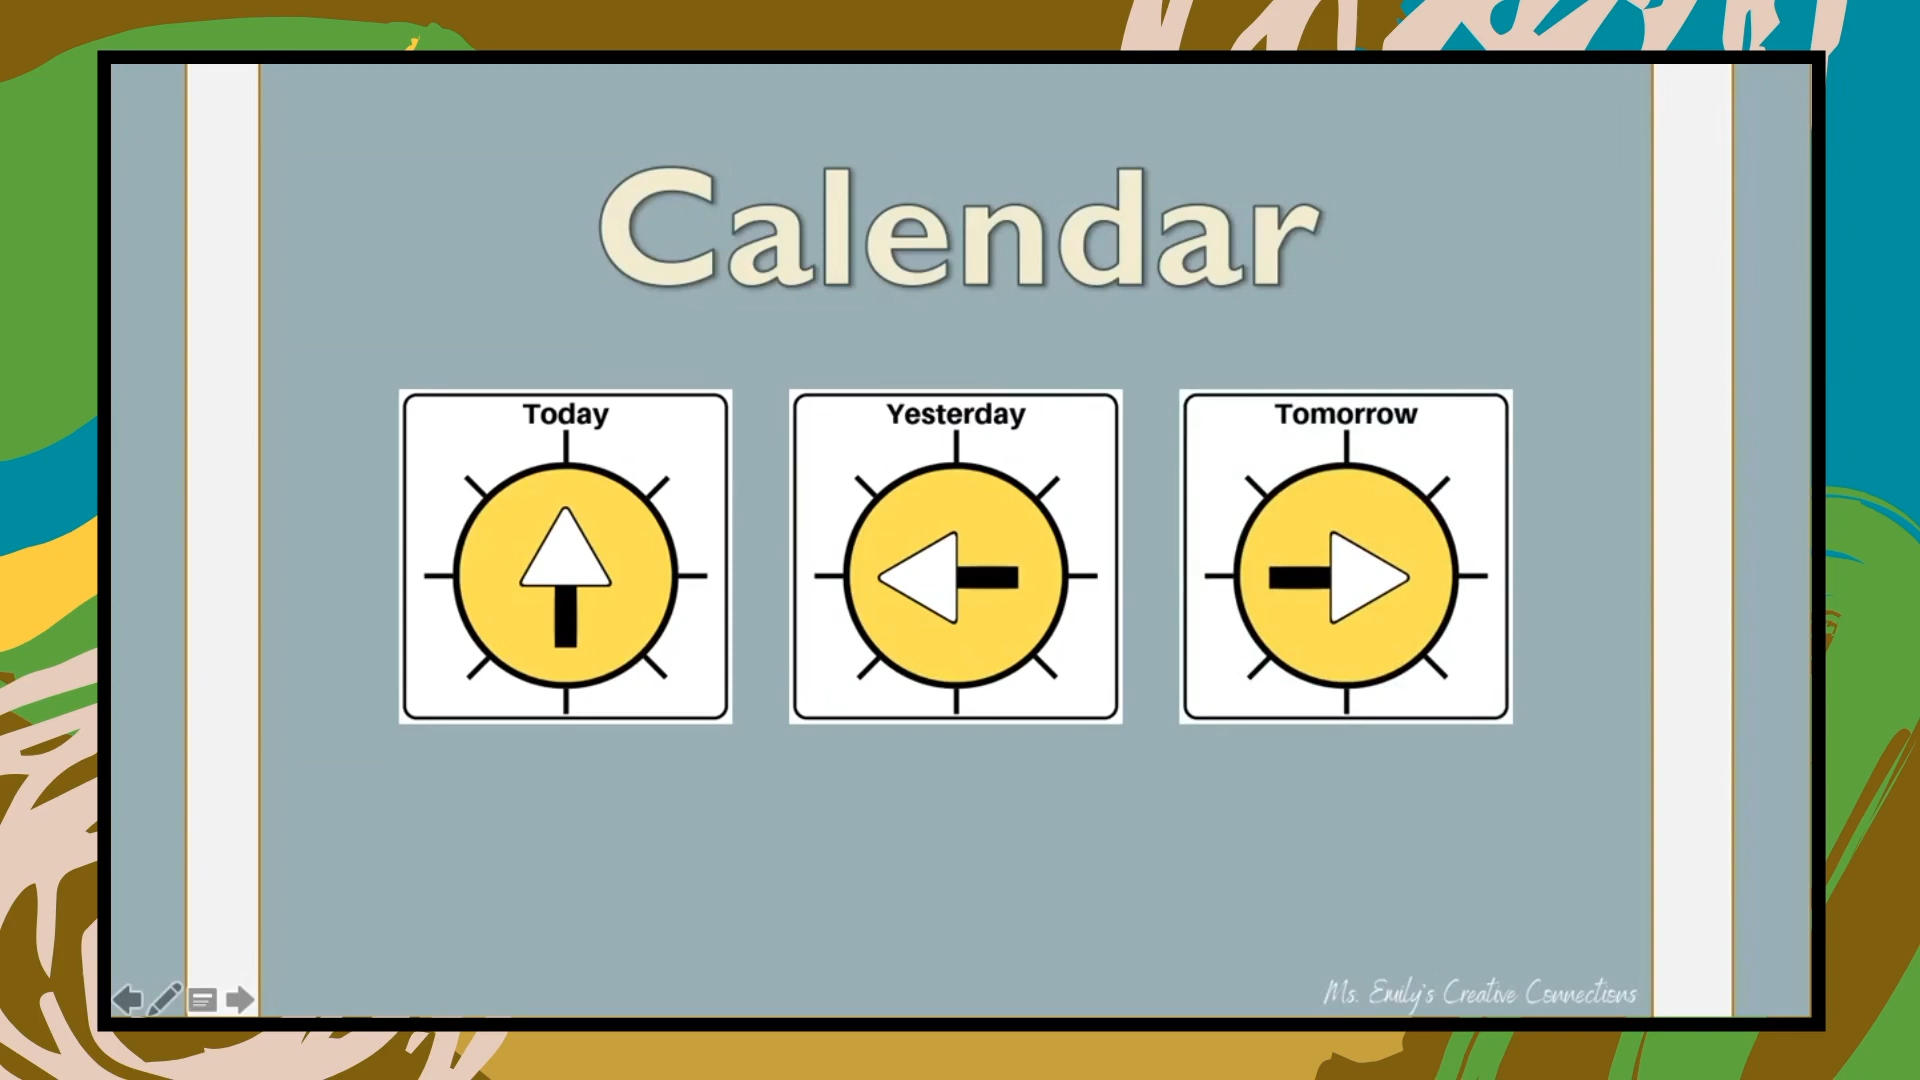 Calendar
Today
Yesterday
Tomorrow
Ms. Emily's Creative Connections